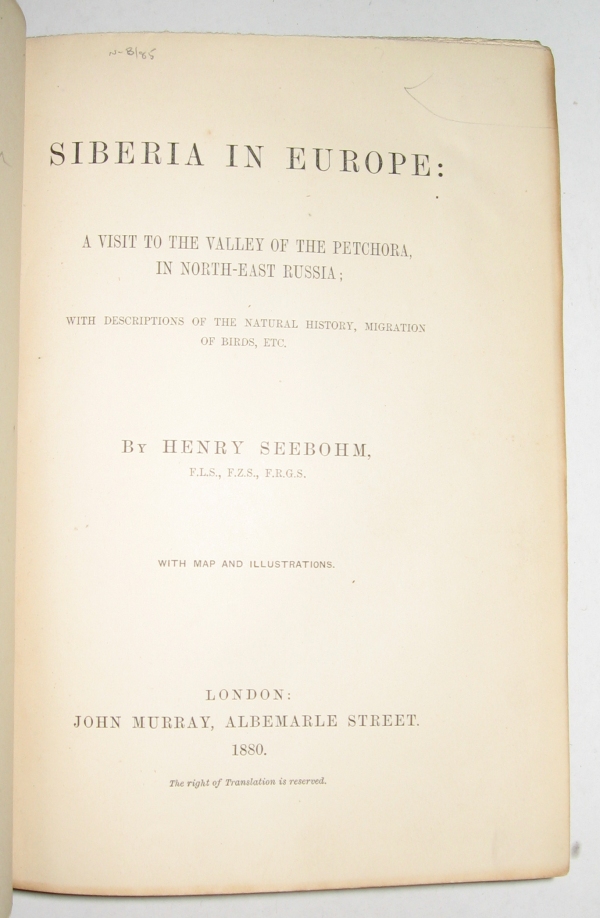 N-8/85
SIBERIA IN EUROPE:
A VISIT TO THE VALLEY OF THE PETCHORA,
IN NORTH-EAST RUSSIA;
WITH DESCRIPTIONS OF THE NATURAL HISTORY, MIGRATION
OF BIRDS, ETC.
BY HENRY SEEBOHM,
F.L.S., F.Z.S., F.R.G.S.
WITH MAP AND ILLUSTRATIONS.
LONDON:
JOHN MURRAY, ALBEMARLE STREET.
1880.
The right of Translation is reserved.